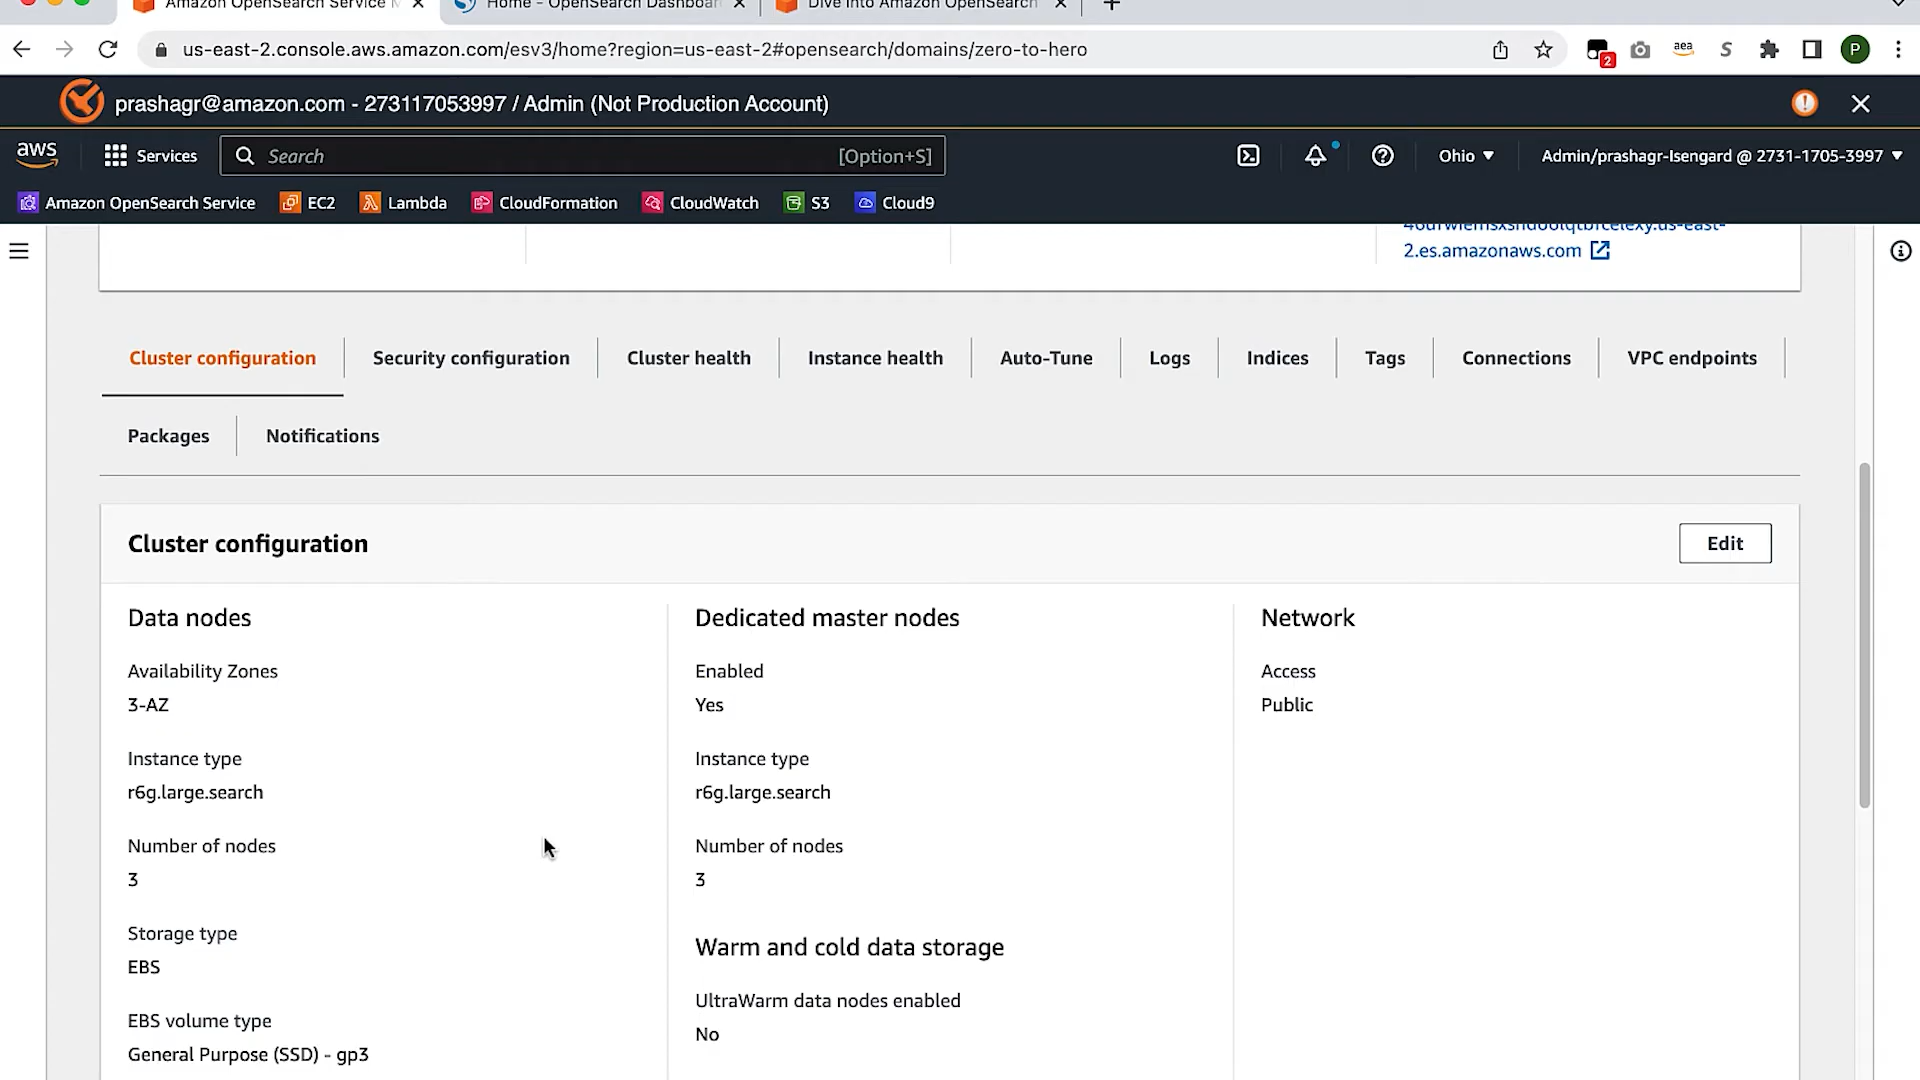 Amazon OpenSearch Service M
Home - OpenSearch Dashboar
Dive into Amazon OpenSearch
us-east-2.console.aws.amazon.com/esv3/home?region=us-east-2#opensearch/domains/zero-to-hero
2
aea
S
P
prashagr@amazon.com - 273117053997 / Admin (Not Production Account)
aws
Services
Search
[Option+S]
Ohio
Admin/prashagr-Isengard @ 2731-1705-3997
Amazon OpenSearch Service
EC2
Lambda
CloudFormation
CloudWatch
S3
Cloud9
2.es.amazonaws.com
Cluster configuration
Security configuration
Cluster health
Instance health
Auto-Tune
Logs
Indices
Tags
Connections
VPC endpoints
Packages
Notifications
Cluster configuration
Edit
Data nodes
Dedicated master nodes
Network
Availability Zones
Enabled
Access
3-AZ
Yes
Public
Instance type
Instance type
r6g.large.search
r6g.large.search
Number of nodes
Number of nodes
3
3
Storage type
Warm and cold data storage
EBS
UltraWarm data nodes enabled
EBS volume type
No
General Purpose (SSD) - gp3